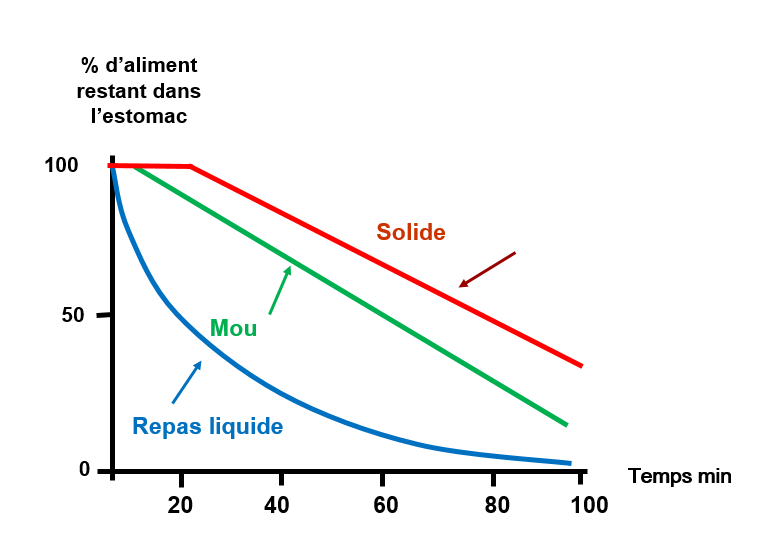 % d’aliment
restant dans
l’estomac
100
Solide
50
Mou
Repas liquide
0
Temps min
20 40 60 80 100